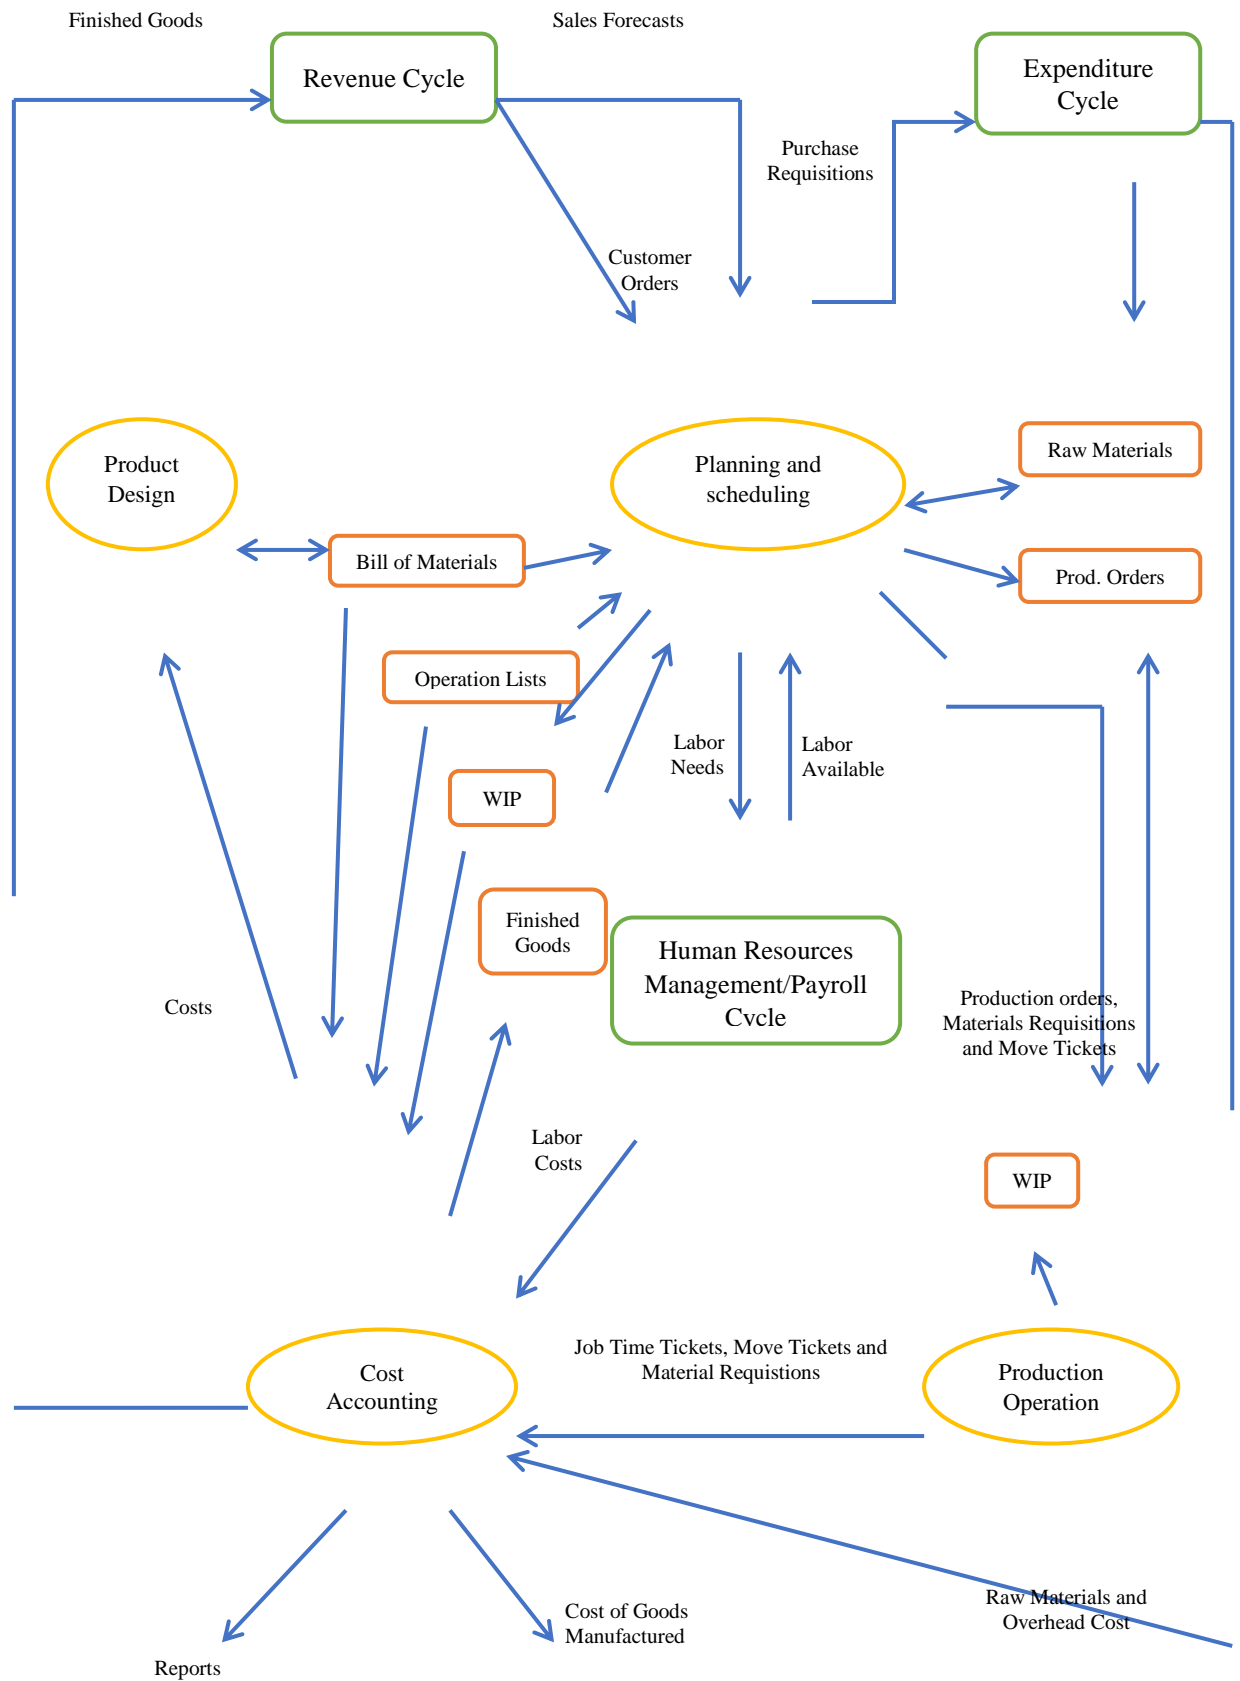 Finished Goods
Sales Forecasts
Revenue Cycle
Expenditure
Cycle
Purchase
Requisitions
Customer
Orders
Product
Design
Planning and
scheduling
Raw Materials
Bill of Materials
Prod. Orders
Operation Lists
Labor
Needs
Labor
Available
WIP
Finished
Goods
Human Resources
Management/Payroll
Cycle
Costs
Production orders,
Materials Requisitions
and Move Tickets
Labor
Costs
WIP
Job Time Tickets, Move Tickets and
Material Requistions
Cost
Accounting
Production
Operation
Raw Materials and
Overhead Cost
Cost of Goods
Manufactured
Reports